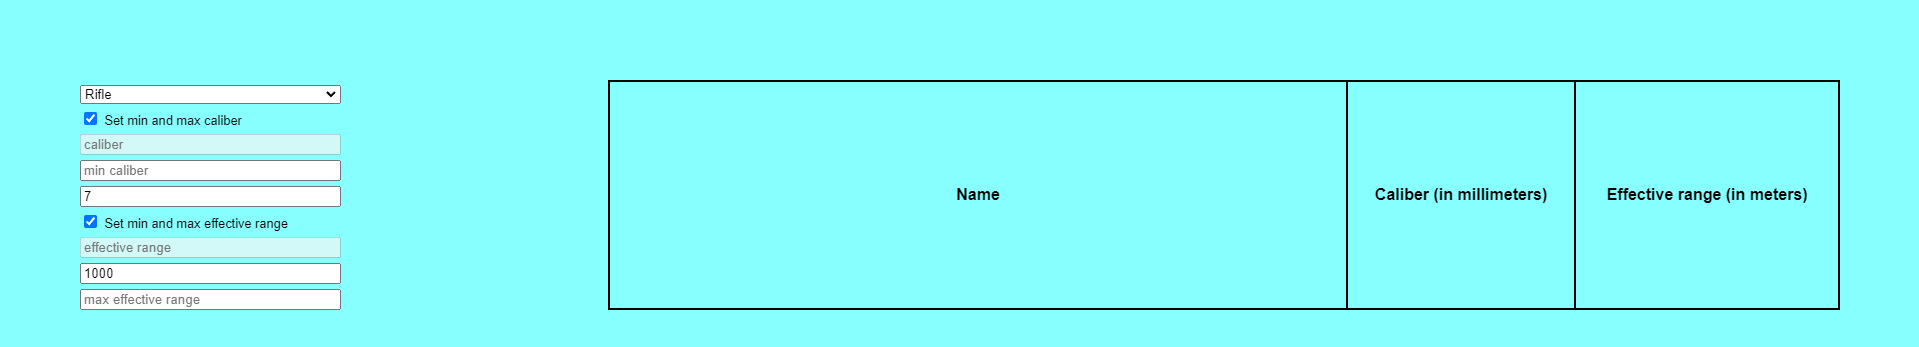 Rifle
Set min and max caliber
caliber
min caliber
7
Set min and max effective range
effective range
1000
max effective range
Name
Caliber (in millimeters)
Effective range (in meters)